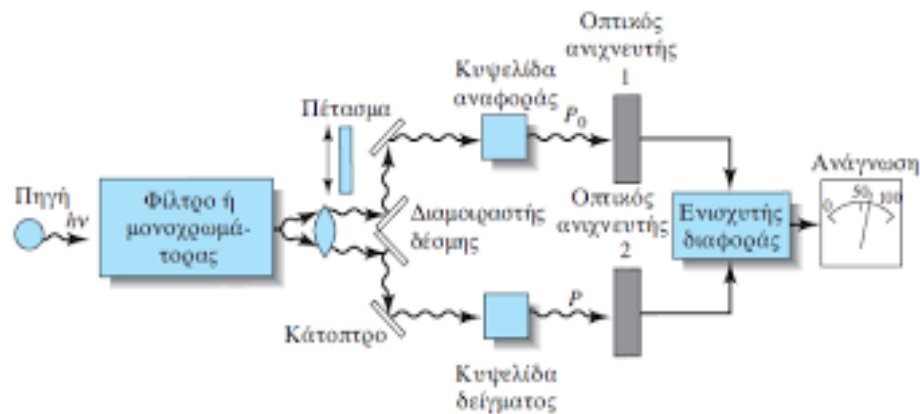 Οπτικός
ανιχνευτής
1
Κυψελίδα
αναφοράς
Πέτασμα
P₀
Πηγή
hν
Φίλτρο ή
μονοχρωμά-
τορας
Διαμοιραστής
δέσμης
Οπτικός
ανιχνευτής
2
Ενισχυτής
διαφοράς
Ανάγνωση
0 50 100
Κάτοπτρο
P
Κυψελίδα
δείγματος